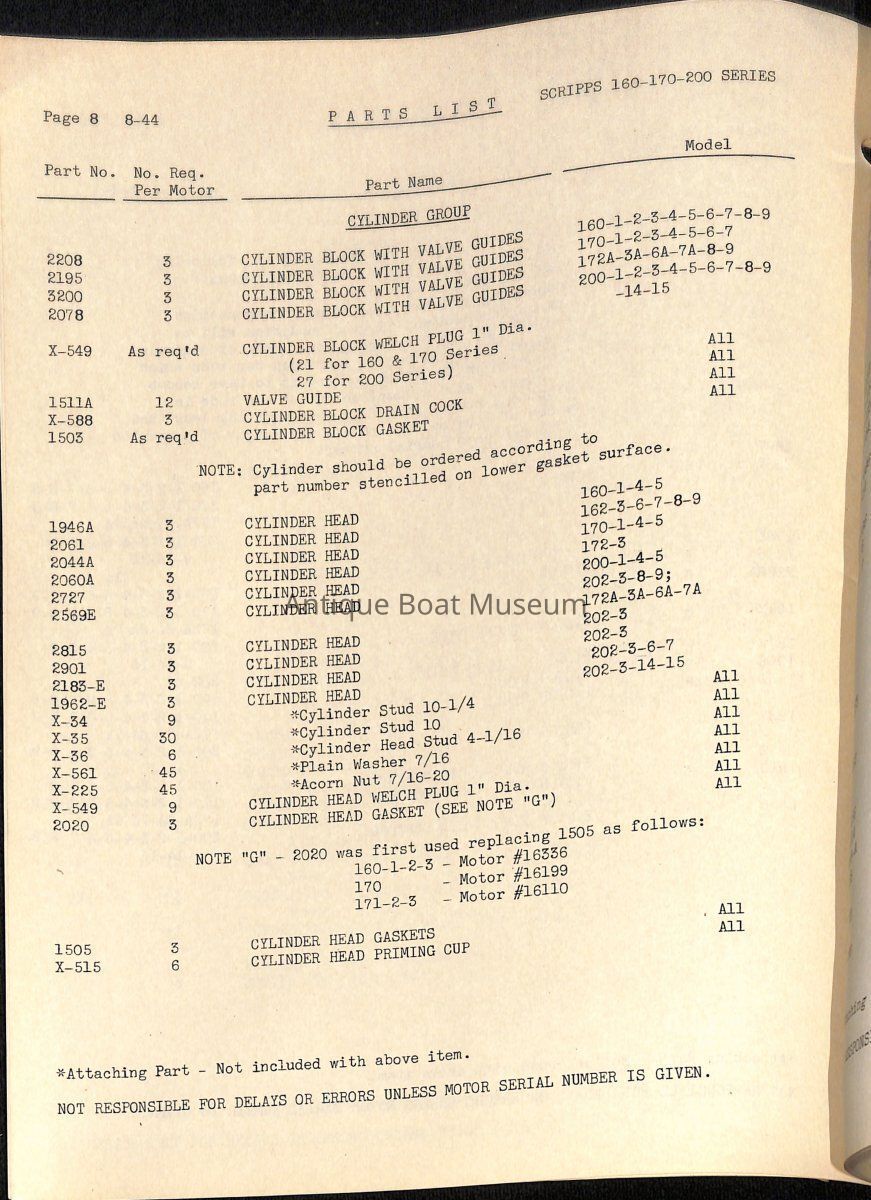 SCRIPPS 160-170-200 SERIES
Page 8 8-44 PARTS LIST
Part No. No. Req. Per Motor Part Name Model
CYLINDER GROUP
2208 3 CYLINDER BLOCK WITH VALVE GUIDES 160-1-2-3-4-5-6-7-8-9
2195 3 CYLINDER BLOCK WITH VALVE GUIDES 170-1-2-3-4-5-6-7
3200 3 CYLINDER BLOCK WITH VALVE GUIDES 172A-3A-6A-7A-8-9
2078 3 CYLINDER BLOCK WITH VALVE GUIDES 200-1-2-3-4-5-6-7-8-9
-14-15
X-549 As req'd CYLINDER BLOCK WELCH PLUG 1" Dia. All
(21 for 160 & 170 Series
27 for 200 Series)
1511A 12 VALVE GUIDE All
X-588 3 CYLINDER BLOCK DRAIN COCK All
1503 As req'd CYLINDER BLOCK GASKET All
NOTE: Cylinder should be ordered according to
part number stencilled on lower gasket surface.
1946A 3 CYLINDER HEAD 160-1-4-5
2061 3 CYLINDER HEAD 162-3-6-7-8-9
2044A 3 CYLINDER HEAD 170-1-4-5
2060A 3 CYLINDER HEAD 172-3
2727 3 CYLINDER HEAD 200-1-4-5
2569E 3 CYLINDER HEAD 202-3-8-9;
172A-3A-6A-7A
2815 3 CYLINDER HEAD 202-3
2901 3 CYLINDER HEAD 202-3
2183-E 3 CYLINDER HEAD 202-3-6-7
1962-E 3 CYLINDER HEAD 202-3-14-15
X-34 9 *Cylinder Stud 10-1/4 All
X-35 30 *Cylinder Stud 10 All
X-36 6 *Cylinder Head Stud 4-1/16 All
X-561 45 *Plain Washer 7/16 All
X-225 45 *Acorn Nut 7/16-20 All
X-549 9 CYLINDER HEAD WELCH PLUG 1" Dia. All
2020 3 CYLINDER HEAD GASKET (SEE NOTE "G") All
NOTE "G" - 2020 was first used replacing 1505 as follows:
160-1-2-3 - Motor #16336
170 - Motor #16199
171-2-3 - Motor #16110
1505 3 CYLINDER HEAD GASKETS All
X-515 6 CYLINDER HEAD PRIMING CUP All
*Attaching Part - Not included with above item.
NOT RESPONSIBLE FOR DELAYS OR ERRORS UNLESS MOTOR SERIAL NUMBER IS GIVEN.
Antique Boat Museum